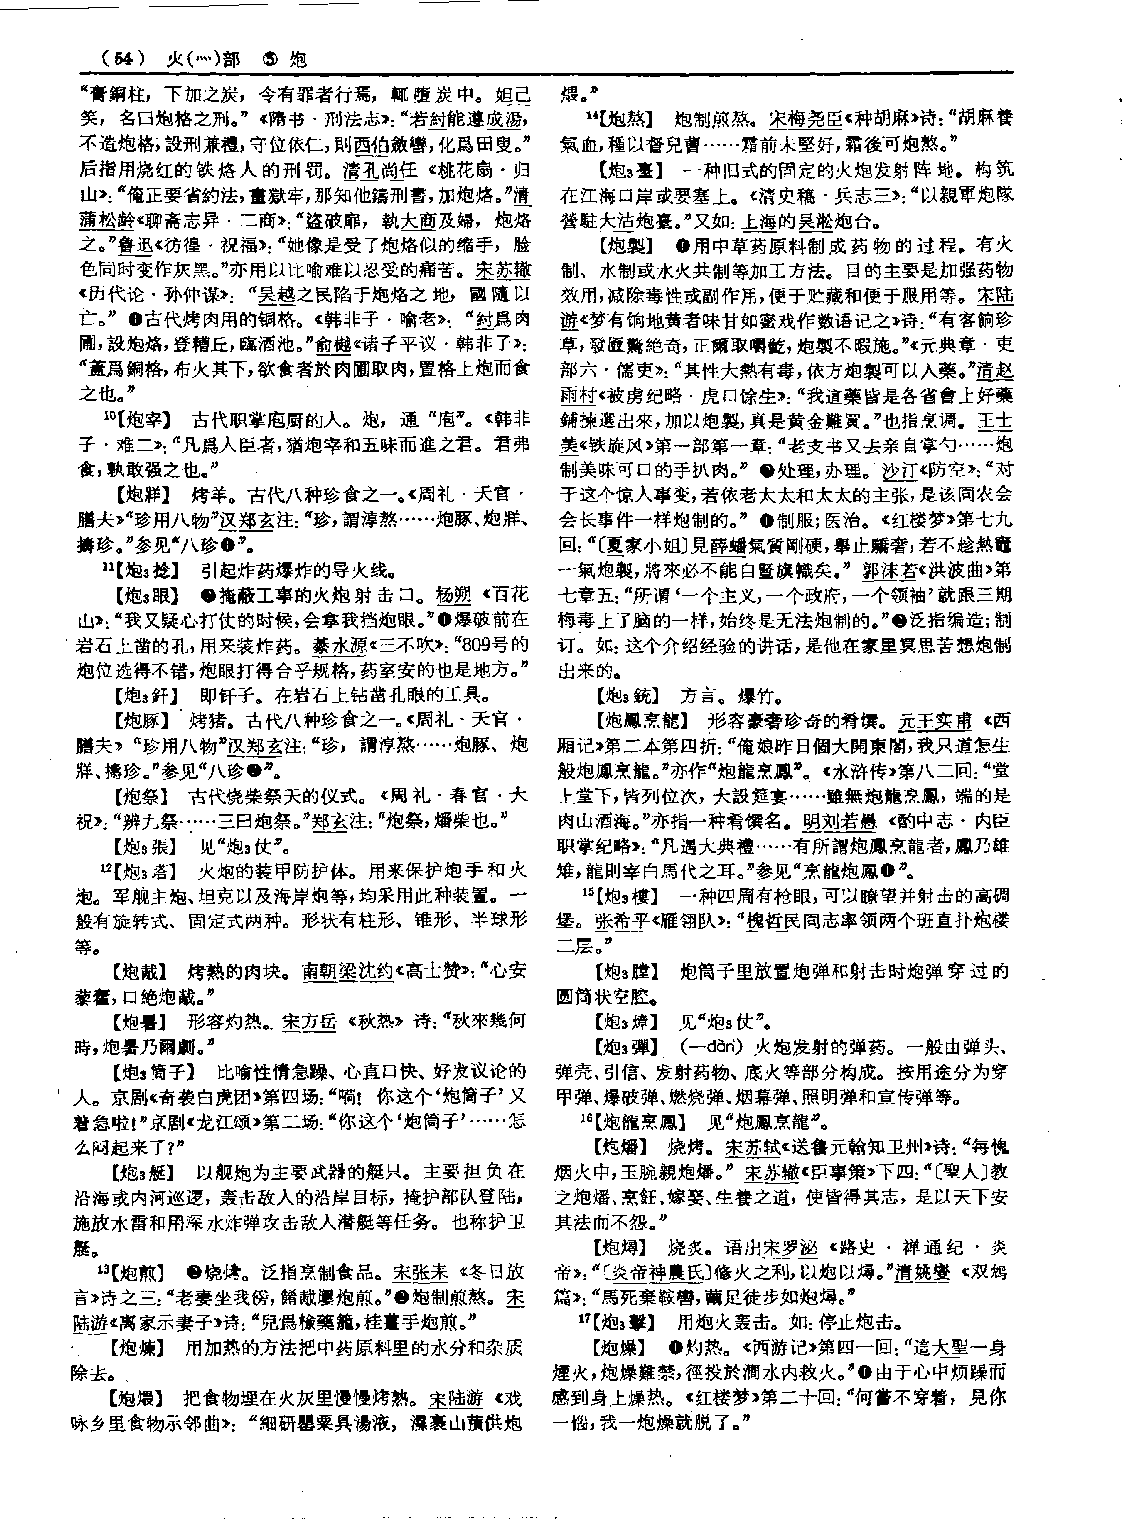 (54) 火(灬)部 ⑤ 炮
“膏銅柱，下加之炭，令有罪者行焉，輒墮炭中。妲己
笑，名曰炮格之刑。”《隋书·刑法志》：“若紂能遵成湯，
不造炮格，設刑兼禮，守位依仁，則西伯斂轡，化爲田叟。”
后指用烧红的铁烙人的刑罚。清孔尚任《桃花扇·归
山》：“俺正要省約法，畫獄牢，那知他鑄刑書，加炮烙。”清
蒲松龄《聊斋志异·二商》：“盜破扉，執大商及婦，炮烙
之。”鲁迅《彷徨·祝福》：“她像是受了炮烙似的缩手，脸
色同时变作灰黑。”亦用以比喻难以忍受的痛苦。宋苏辙
《历代论·孙仲谋》：“吴越之民陷于炮烙之地，國隨以
亡。”❷古代烤肉用的铜格。《韩非子·喻老》：“紂爲肉
圃，設炮烙，登糟丘，臨酒池。”俞樾《诸子平议·韩非子》：
“蓋爲銅格，布火其下，欲食者於肉圃取肉，置格上炮而食
之也。”
10【炮宰】 古代职掌庖厨的人。炮，通“庖”。《韩非
子·难二》：“凡爲人臣者，猶炮宰和五味而進之君。君弗
食，孰敢强之也。”
【炮牂】 烤羊。古代八种珍食之一。《周礼·天官·
膳夫》“珍用八物”汉郑玄注：“珍，謂淳熬……炮豚、炮牂、
擣珍。”参见“八珍❶”。
11【炮3捻】 引起炸药爆炸的导火线。
【炮3眼】 ❶掩蔽工事的火炮射击口。杨朔《百花
山》：“我又疑心打仗的时候，会拿我挡炮眼。”❷爆破前在
岩石上凿的孔，用来装炸药。綦水源《三不吹》：“809号的
炮位选得不错，炮眼打得合乎规格，药室安的也是地方。”
【炮3釬】 即钎子。在岩石上钻凿孔眼的工具。
【炮豚】 烤猪。古代八种珍食之一。《周礼·天官·
膳夫》“珍用八物”汉郑玄注：“珍，謂淳熬……炮豚、炮
牂、擣珍。”参见“八珍❶”。
【炮祭】 古代烧柴祭天的仪式。《周礼·春官·大
祝》：“辨九祭……三曰炮祭。”郑玄注：“炮祭，燔柴也。”
【炮3張】 见“炮3仗”。
12【炮3塔】 火炮的装甲防护体。用来保护炮手和火
炮。军舰主炮、坦克以及海岸炮等，均采用此种装置。一
般有旋转式、固定式两种。形状有柱形、锥形、半球形
等。
【炮胾】 烤熟的肉块。南朝梁沈约《高士赞》：“心安
藜藿，口絶炮胾。”
【炮暑】 形容灼热。宋方岳《秋热》诗：“秋來幾何
時，炮暑乃爾劇。”
【炮3筒子】 比喻性情急躁、心直口快、好发议论的
人。京剧《奇袭白虎团》第四场：“嗬！你这个‘炮筒子’又
着急啦！”京剧《龙江颂》第二场：“你这个‘炮筒子’……怎
么闷起来了？”
【炮3艇】 以舰炮为主要武器的艇只。主要担负在
沿海或内河巡逻，轰击敌人的沿岸目标，掩护部队登陆，
施放水雷和用深水炸弹攻击敌人潜艇等任务。也称护卫
艇。
13【炮煎】 ❶烧烤。泛指烹制食品。宋张耒《冬日放
言》诗之三：“老妻坐我傍，餚胾屢炮煎。”❷炮制煎熬。宋
陆游《离家示妻子》诗：“兒爲檢藥籠，桂薑手炮煎。”
【炮煉】 用加热的方法把中药原料里的水分和杂质
除去。
【炮煨】 把食物埋在火灰里慢慢烤熟。宋陆游《戏
咏乡里食物示邻曲》：“細研罌粟具湯液，濕裹山蕷供炮
煨。”
14【炮熬】 炮制煎熬。宋梅尧臣《种胡麻》诗：“胡麻養
氣血，種以督兒曹……霜前未堅好，霜後可炮熬。”
【炮3臺】 一种旧式的固定的火炮发射阵地。构筑
在江海口岸或要塞上。《清史稿·兵志三》：“以親軍炮隊
營駐大沽炮臺。”又如：上海的吴淞炮台。
【炮製】 ❶用中草药原料制成药物的过程。有火
制、水制或水火共制等加工方法。目的主要是加强药物
效用，减除毒性或副作用，便于贮藏和便于服用等。宋陆
游《梦有饷地黄者味甘如蜜戏作数语记之》诗：“有客餉珍
草，發匳驚絶奇，正爾取嚼齕，炮製不暇施。”《元典章·吏
部六·儒吏》：“其性大熱有毒，依方炮製可以入藥。”清赵
雨村《被虏纪略·虎口馀生》：“我道藥皆是各省會上好藥
鋪揀選出來，加以炮製，真是黄金難買。”也指烹调。王士
美《铁旋风》第一部第一章：“老支书又去亲自掌勺……炮
制美味可口的手扒肉。”❷处理，办理。沙汀《防空》：“对
于这个惊人事变，若依老太太和太太的主张，是该同农会
会长事件一样炮制的。”❸制服；医治。《红楼梦》第七九
回：“〔夏家小姐〕見薛蟠氣質剛硬，舉止驕奢；若不趁熱竈
一氣炮製，將來必不能自豎旗幟矣。”郭沫若《洪波曲》第
七章五：“所谓‘一个主义，一个政府，一个领袖’就跟三期
梅毒上了脑的一样，始终是无法炮制的。”❹泛指编造；制
订。如：这个介绍经验的讲话，是他在家里冥思苦想炮制
出来的。
【炮3銃】 方言。爆竹。
【炮鳳烹龍】 形容豪奢珍奇的肴馔。元王实甫《西
厢记》第二本第四折：“俺娘昨日個大開東閣，我只道怎生
般炮鳳烹龍。”亦作“炮龍烹鳳”。《水浒传》第八二回：“堂
上堂下，皆列位次，大設筵宴……雖無炮龍烹鳳，端的是
肉山酒海。”亦指一种肴馔名。明刘若愚《酌中志·内臣
职掌纪略》：“凡遇大典禮……有所謂炮鳳烹龍者，鳳乃雄
雉，龍則宰白馬代之耳。”参见“烹龍炮鳳❶”。
15【炮3樓】 一种四周有枪眼，可以瞭望并射击的高碉
堡。张希平《雁翎队》：“槐哲民同志率领两个班直扑炮楼
二层。”
【炮3膛】 炮筒子里放置炮弹和射击时炮弹穿过的
圆筒状空腔。
【炮3熑】 见“炮3仗”。
【炮3彈】 （—dàn）火炮发射的弹药。一般由弹头、
弹壳、引信、发射药物、底火等部分构成。按用途分为穿
甲弹、爆破弹、燃烧弹、烟幕弹、照明弹和宣传弹等。
16【炮龍烹鳳】 见“炮鳳烹龍”。
【炮燔】 烧烤。宋苏轼《送鲁元翰知卫州》诗：“每愧
烟火中，玉腕親炮燔。”宋苏辙《臣事策》下四：“〔聖人〕教
之炮燔、烹飪、嫁娶、生養之道，使皆得其志，是以天下安
其法而不怨。”
【炮燖】 烧炙。语出宋罗泌《路史·禅通纪·炎
帝》：“〔炎帝神農氏〕修火之利，以炮以燖。”清姚燮《双鸩
篇》：“馬死棄鞍轡，繭足徒步如炮燖。”
17【炮3擊】 用炮火轰击。如：停止炮击。
【炮燥】 ❶灼热。《西游记》第四一回：“這大聖一身
煙火，炮燥難禁，徑投於澗水内救火。”❷由于心中烦躁而
感到身上燥热。《红楼梦》第二十回：“何嘗不穿着，見你
一惱，我一炮燥就脱了。”